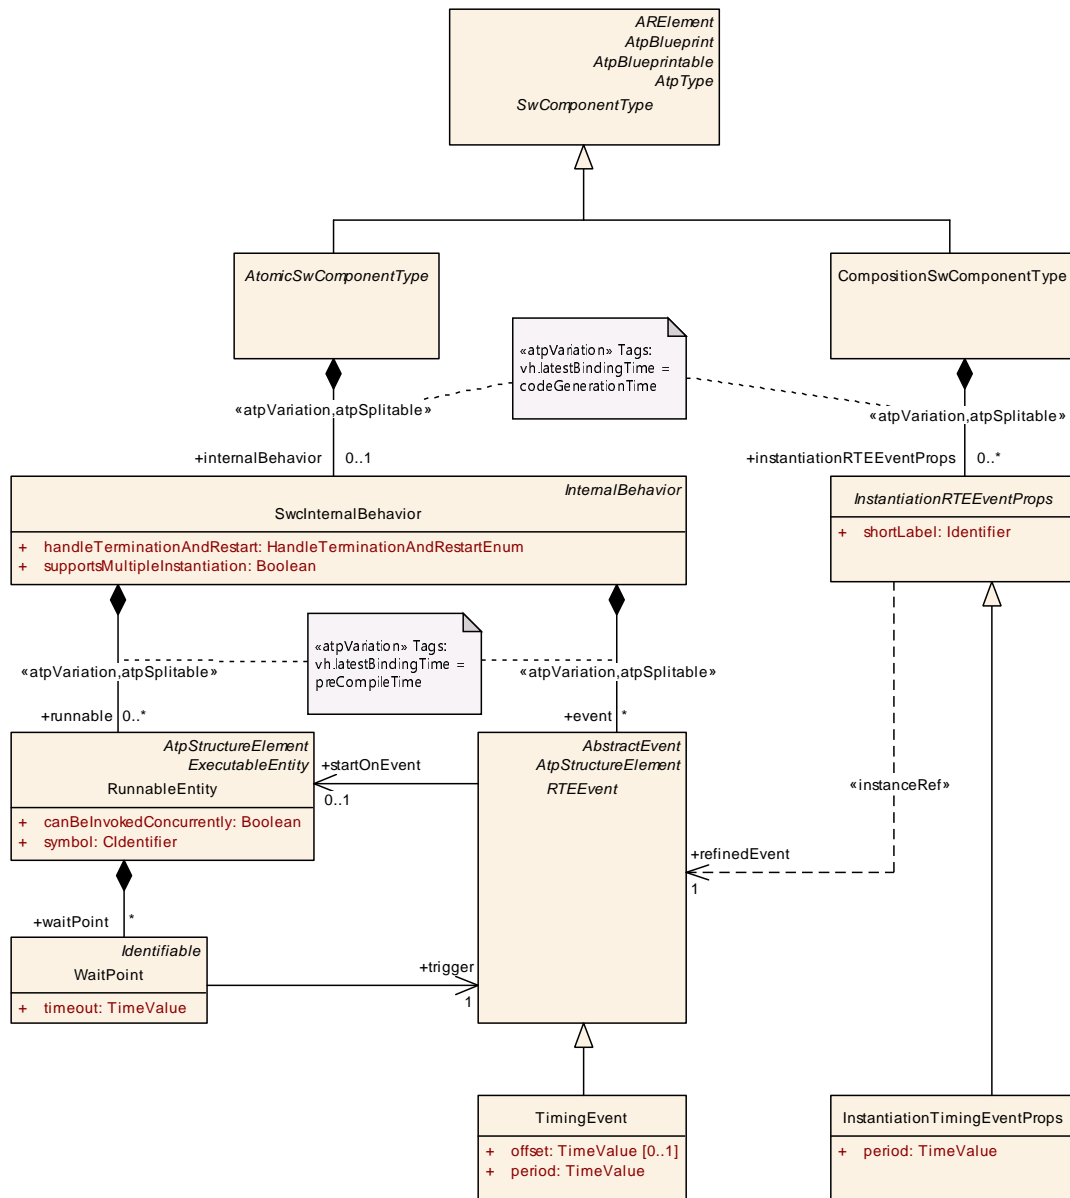 ARElement
AtpBlueprint
AtpBlueprintable
AtpType
SwComponentType
AtomicSwComponentType
CompositionSwComponentType
«atpVariation» Tags:
vh.latestBindingTime =
codeGenerationTime
«atpVariation,atpSplitable»
«atpVariation,atpSplitable»
+internalBehavior 0..1
+instantiationRTEEventProps 0..*
InternalBehavior
SwcInternalBehavior
+ handleTerminationAndRestart: HandleTerminationAndRestartEnum
+ supportsMultipleInstantiation: Boolean
InstantiationRTEEventProps
+ shortLabel: Identifier
«atpVariation» Tags:
vh.latestBindingTime =
preCompileTime
«atpVariation,atpSplitable»
«atpVariation,atpSplitable»
+runnable 0..*
+event *
AtpStructureElement
ExecutableEntity
RunnableEntity
+ canBeInvokedConcurrently: Boolean
+ symbol: CIdentifier
+startOnEvent
0..1
AbstractEvent
AtpStructureElement
RTEEvent
«instanceRef»
+refinedEvent
1
+waitPoint *
Identifiable
WaitPoint
+ timeout: TimeValue
+trigger
1
TimingEvent
+ offset: TimeValue [0..1]
+ period: TimeValue
InstantiationTimingEventProps
+ period: TimeValue